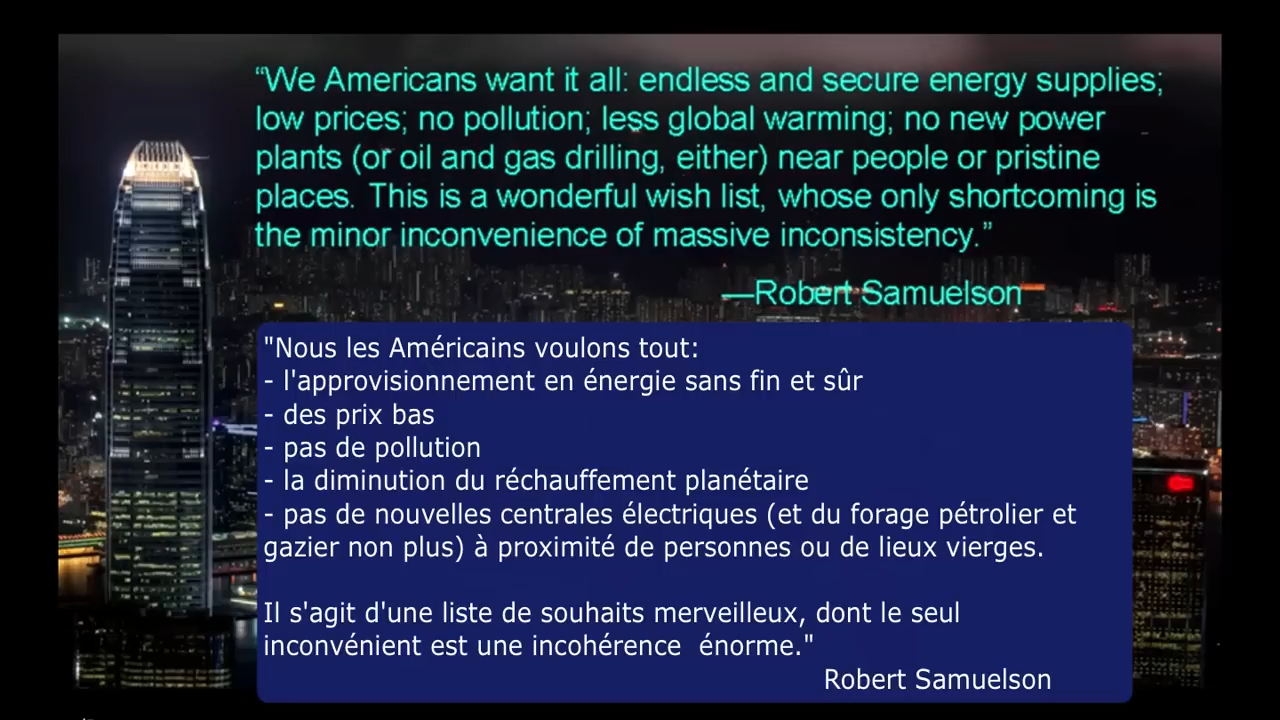 “We Americans want it all: endless and secure energy supplies;
low prices; no pollution; less global warming; no new power
plants (or oil and gas drilling, either) near people or pristine
places. This is a wonderful wish list, whose only shortcoming is
the minor inconvenience of massive inconsistency.”
—Robert Samuelson
"Nous les Américains voulons tout:
- l'approvisionnement en énergie sans fin et sûr
- des prix bas
- pas de pollution
- la diminution du réchauffement planétaire
- pas de nouvelles centrales électriques (et du forage pétrolier et
gazier non plus) à proximité de personnes ou de lieux vierges.
Il s'agit d'une liste de souhaits merveilleux, dont le seul
inconvénient est une incohérence  énorme."
Robert Samuelson